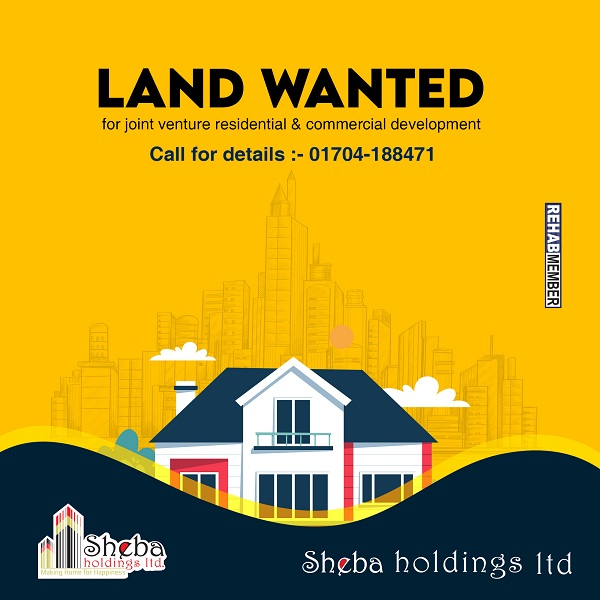 LAND WANTED
for joint venture residential & commercial development
Call for details :- 01704-188471
REHAB MEMBER
Sheba
holdings ltd.
Making Home for Happiness
Sheba holdings ltd